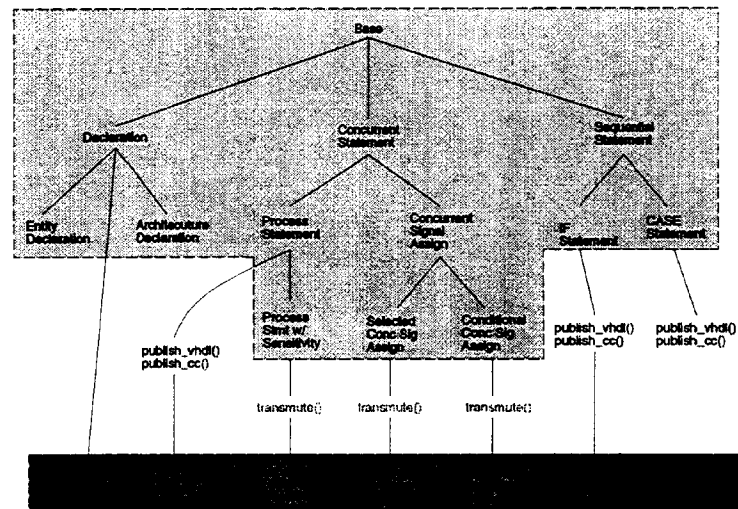 Base
Declaration
Concurrent
Statement
Sequential
Statement
Entity
Declaration
Architecuture
Declaration
Process
Statement
Concurrent
Signal
Assign
IF
Statement
CASE
Statement
Process
Stmt w/
Sensitivity
Selected
Conc Sig
Assign
Conditional
Conc Sig
Assign
publish_vhdl()
publish_cc()
publish_vhdl()
publish_cc()
publish_vhdl()
publish_cc()
transmute()
transmute()
transmute()